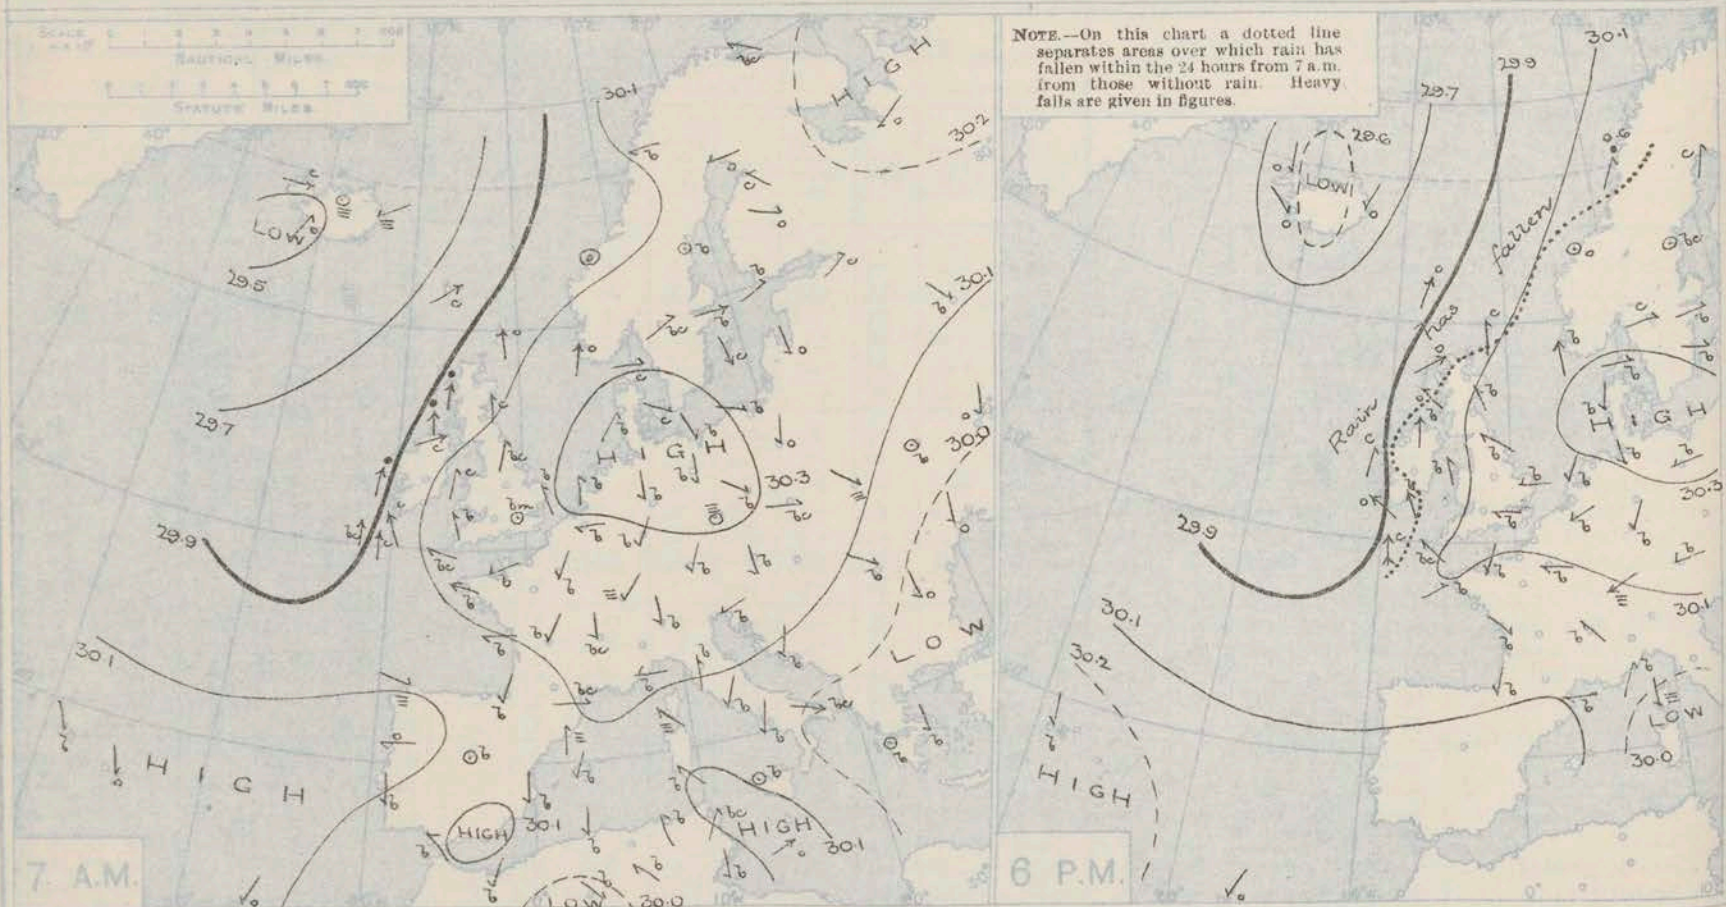 SCALE
NAUTICAL MILES
STATUTE MILES
30.1
HIGH
30.2
LOW
29.5
29.7
29.9
30.1
30.3
HIGH
30.0
LOW
30.1
HIGH
HIGH
30.1
HIGH
30.1
LOW
30.0
7 A.M.
NOTE.—On this chart a dotted line
separates areas over which rain has
fallen within the 24 hours from 7 a.m.
from those without rain. Heavy
falls are given in figures.
29.7
29.9
30.1
29.6
LOW
Rain has fallen
HIGH
30.3
29.9
30.1
30.1
30.2
HIGH
LOW
30.0
6 P.M.